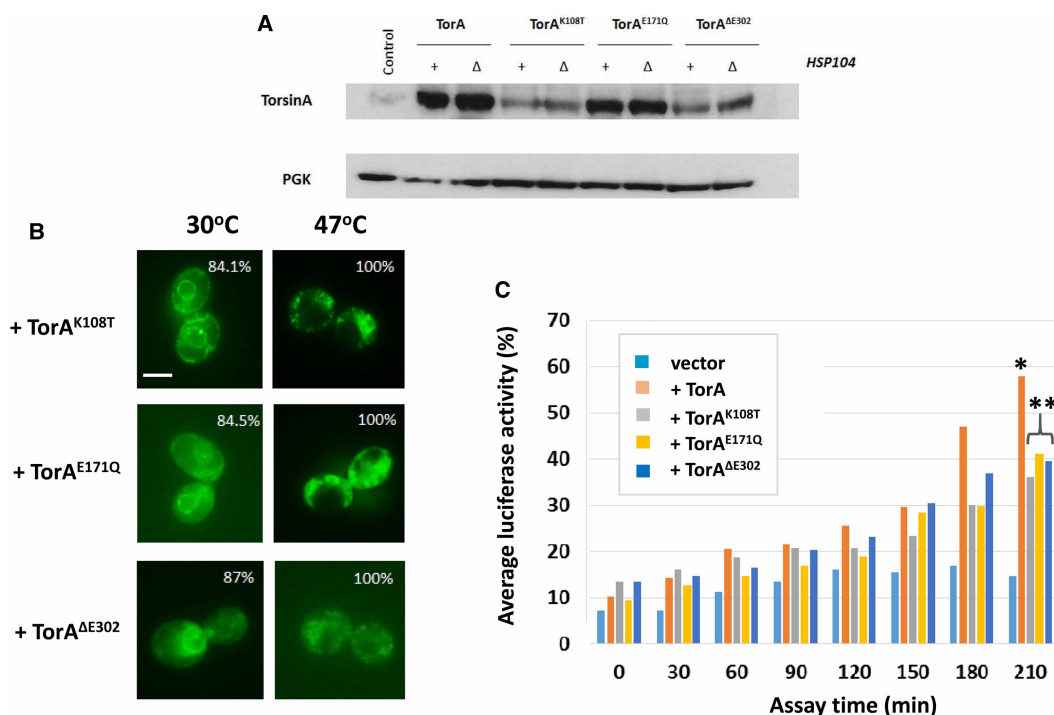 A
TorA TorA^K108T TorA^E171Q TorA^ΔE302
Control + Δ + Δ + Δ + Δ HSP104
TorsinA
PGK
B
30°C 47°C
+ TorA^K108T 84.1% 100%
+ TorA^E171Q 84.5% 100%
+ TorA^ΔE302 87% 100%
C
Average luciferase activity (%)
70
60
50
40
30
20
10
0
vector
+ TorA
+ TorA^K108T
+ TorA^E171Q
+ TorA^ΔE302
*
**
0 30 60 90 120 150 180 210
Assay time (min)